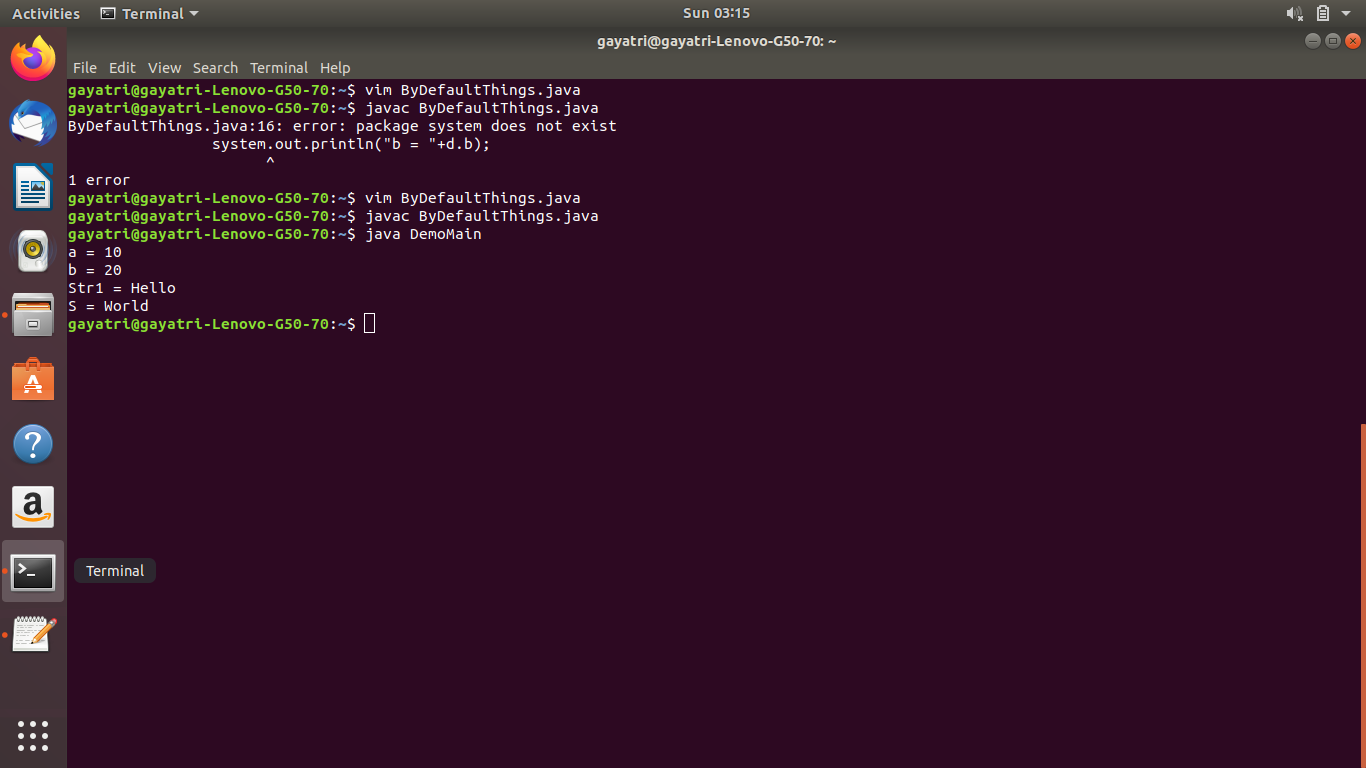 Activities Terminal Sun 03:15
gayatri@gayatri-Lenovo-G50-70: ~
File Edit View Search Terminal Help
gayatri@gayatri-Lenovo-G50-70:~$ vim ByDefaultThings.java
gayatri@gayatri-Lenovo-G50-70:~$ javac ByDefaultThings.java
ByDefaultThings.java:16: error: package system does not exist
                system.out.println("b = "+d.b);
                      ^
1 error
gayatri@gayatri-Lenovo-G50-70:~$ vim ByDefaultThings.java
gayatri@gayatri-Lenovo-G50-70:~$ javac ByDefaultThings.java
gayatri@gayatri-Lenovo-G50-70:~$ java DemoMain
a = 10
b = 20
Str1 = Hello
S = World
gayatri@gayatri-Lenovo-G50-70:~$
Terminal